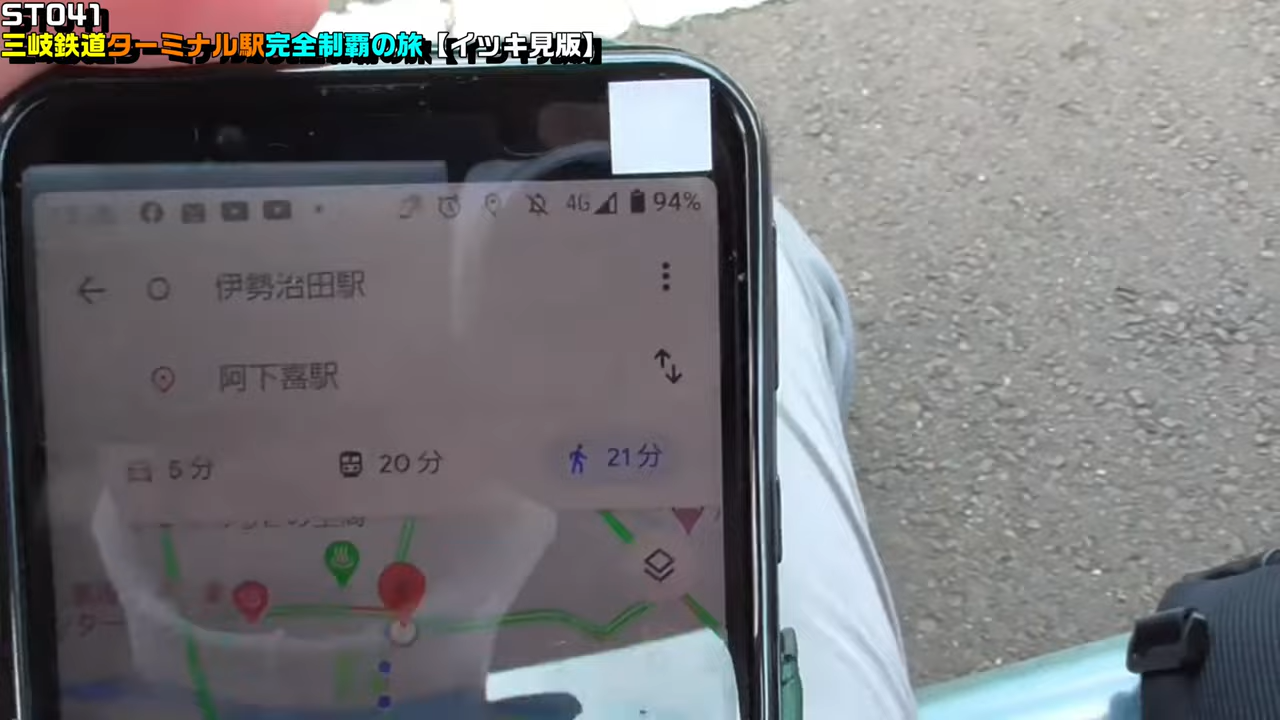 ST041
三岐鉄道ターミナル駅完全制覇の旅【イツキ見版】
4G 94%
伊勢治田駅
阿下喜駅
5分 20分 21分